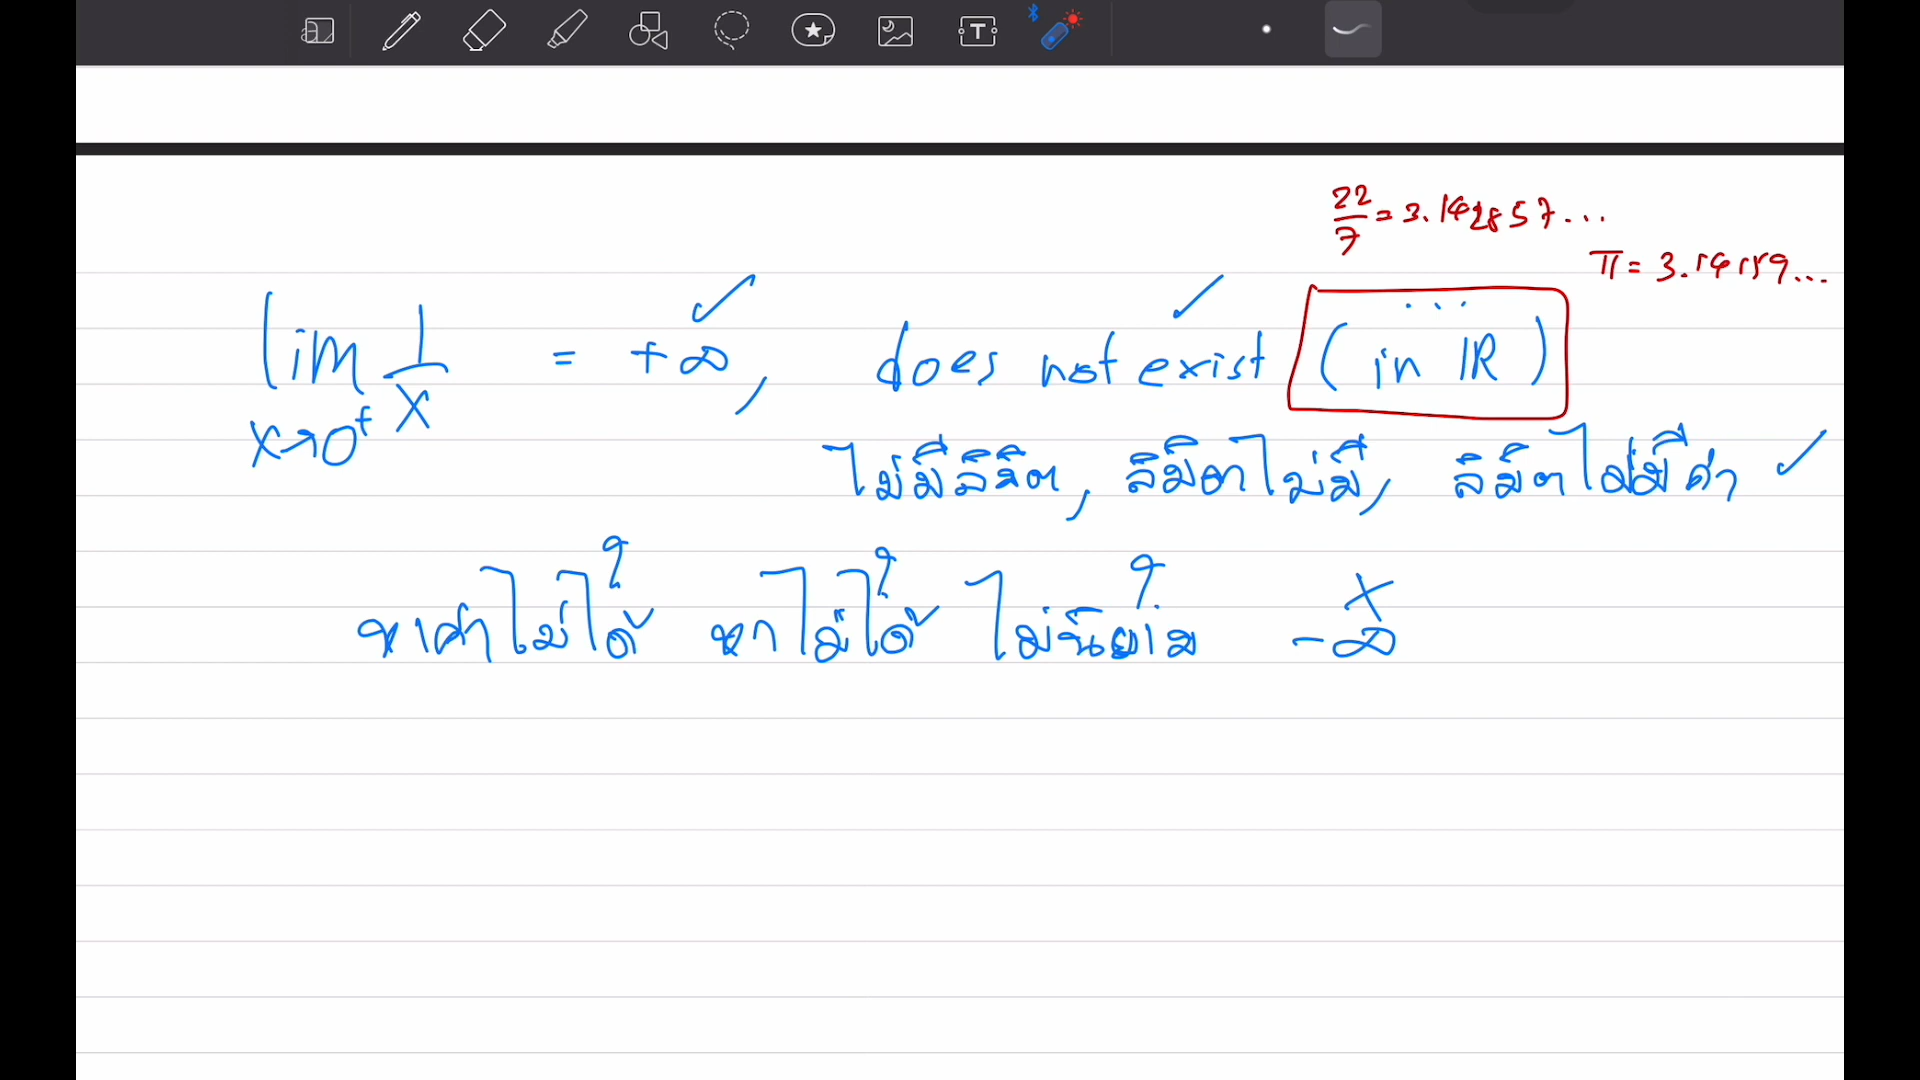 22/7 = 3.142857...
π = 3.14159...
lim x→0⁺ 1/x = +∞, ✓ does not exist ✓ (in ℝ) ...
ไม่มีลิมิต, ลิมิตไม่มี, ลิมิตไม่มีค่า ✓
หาค่าไม่ได้ ? หาไม่ได้ ? ไม่นิยาม ? -∞ ✗